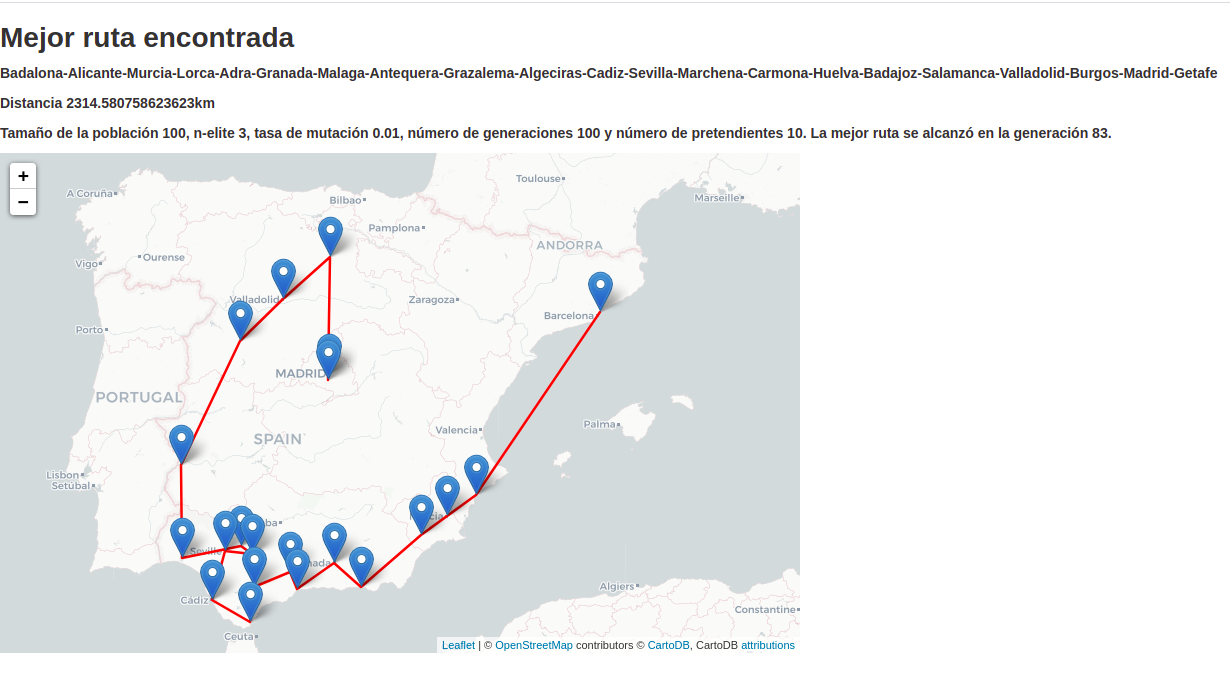 Mejor ruta encontrada
Badalona-Alicante-Murcia-Lorca-Adra-Granada-Malaga-Antequera-Grazalema-Algeciras-Cadiz-Sevilla-Marchena-Carmona-Huelva-Badajoz-Salamanca-Valladolid-Burgos-Madrid-Getafe
Distancia 2314.580758623623km
Tamaño de la población 100, n-elite 3, tasa de mutación 0.01, número de generaciones 100 y número de pretendientes 10. La mejor ruta se alcanzó en la generación 83.
+
−
Toulouse
A Coruña
Marseille
Bilbao
Pamplona
ANDORRA
Ourense
Vigo
Valladolid
Zaragoza
Barcelona
Porto
MADRID
PORTUGAL
Palma
Valencia
SPAIN
Lisbon
Setúbal
Seville
Cádiz
Algiers
Constantine
Ceuta
Leaflet | © OpenStreetMap contributors © CartoDB, CartoDB attributions